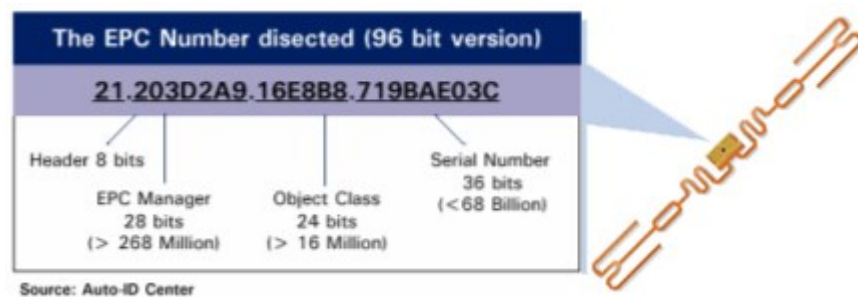 The EPC Number disected (96 bit version)
21.203D2A9.16E8B8.719BAE03C
Header 8 bits
EPC Manager
28 bits
(> 268 Million)
Object Class
24 bits
(> 16 Million)
Serial Number
36 bits
(<68 Billion)
Source: Auto-ID Center